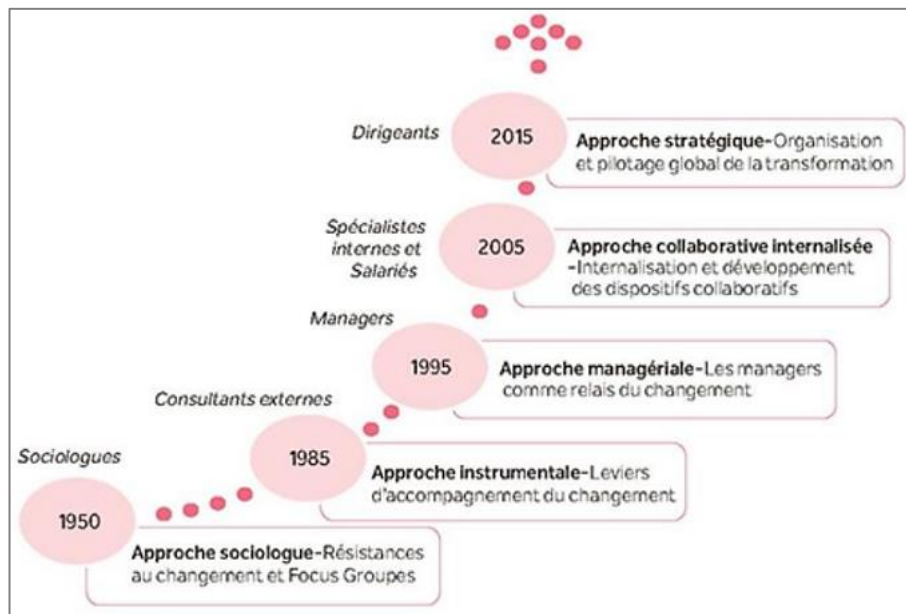 Dirigeants
2015
Approche stratégique-Organisation
et pilotage global de la transformation
Spécialistes
internes et
Salariés
2005
Approche collaborative internalisée
-Internalisation et développement
des dispositifs collaboratifs
Managers
1995
Approche managériale-Les managers
comme relais du changement
Consultants externes
1985
Approche instrumentale-Leviers
d'accompagnement du changement
Sociologues
1950
Approche sociologue-Résistances
au changement et Focus Groupes